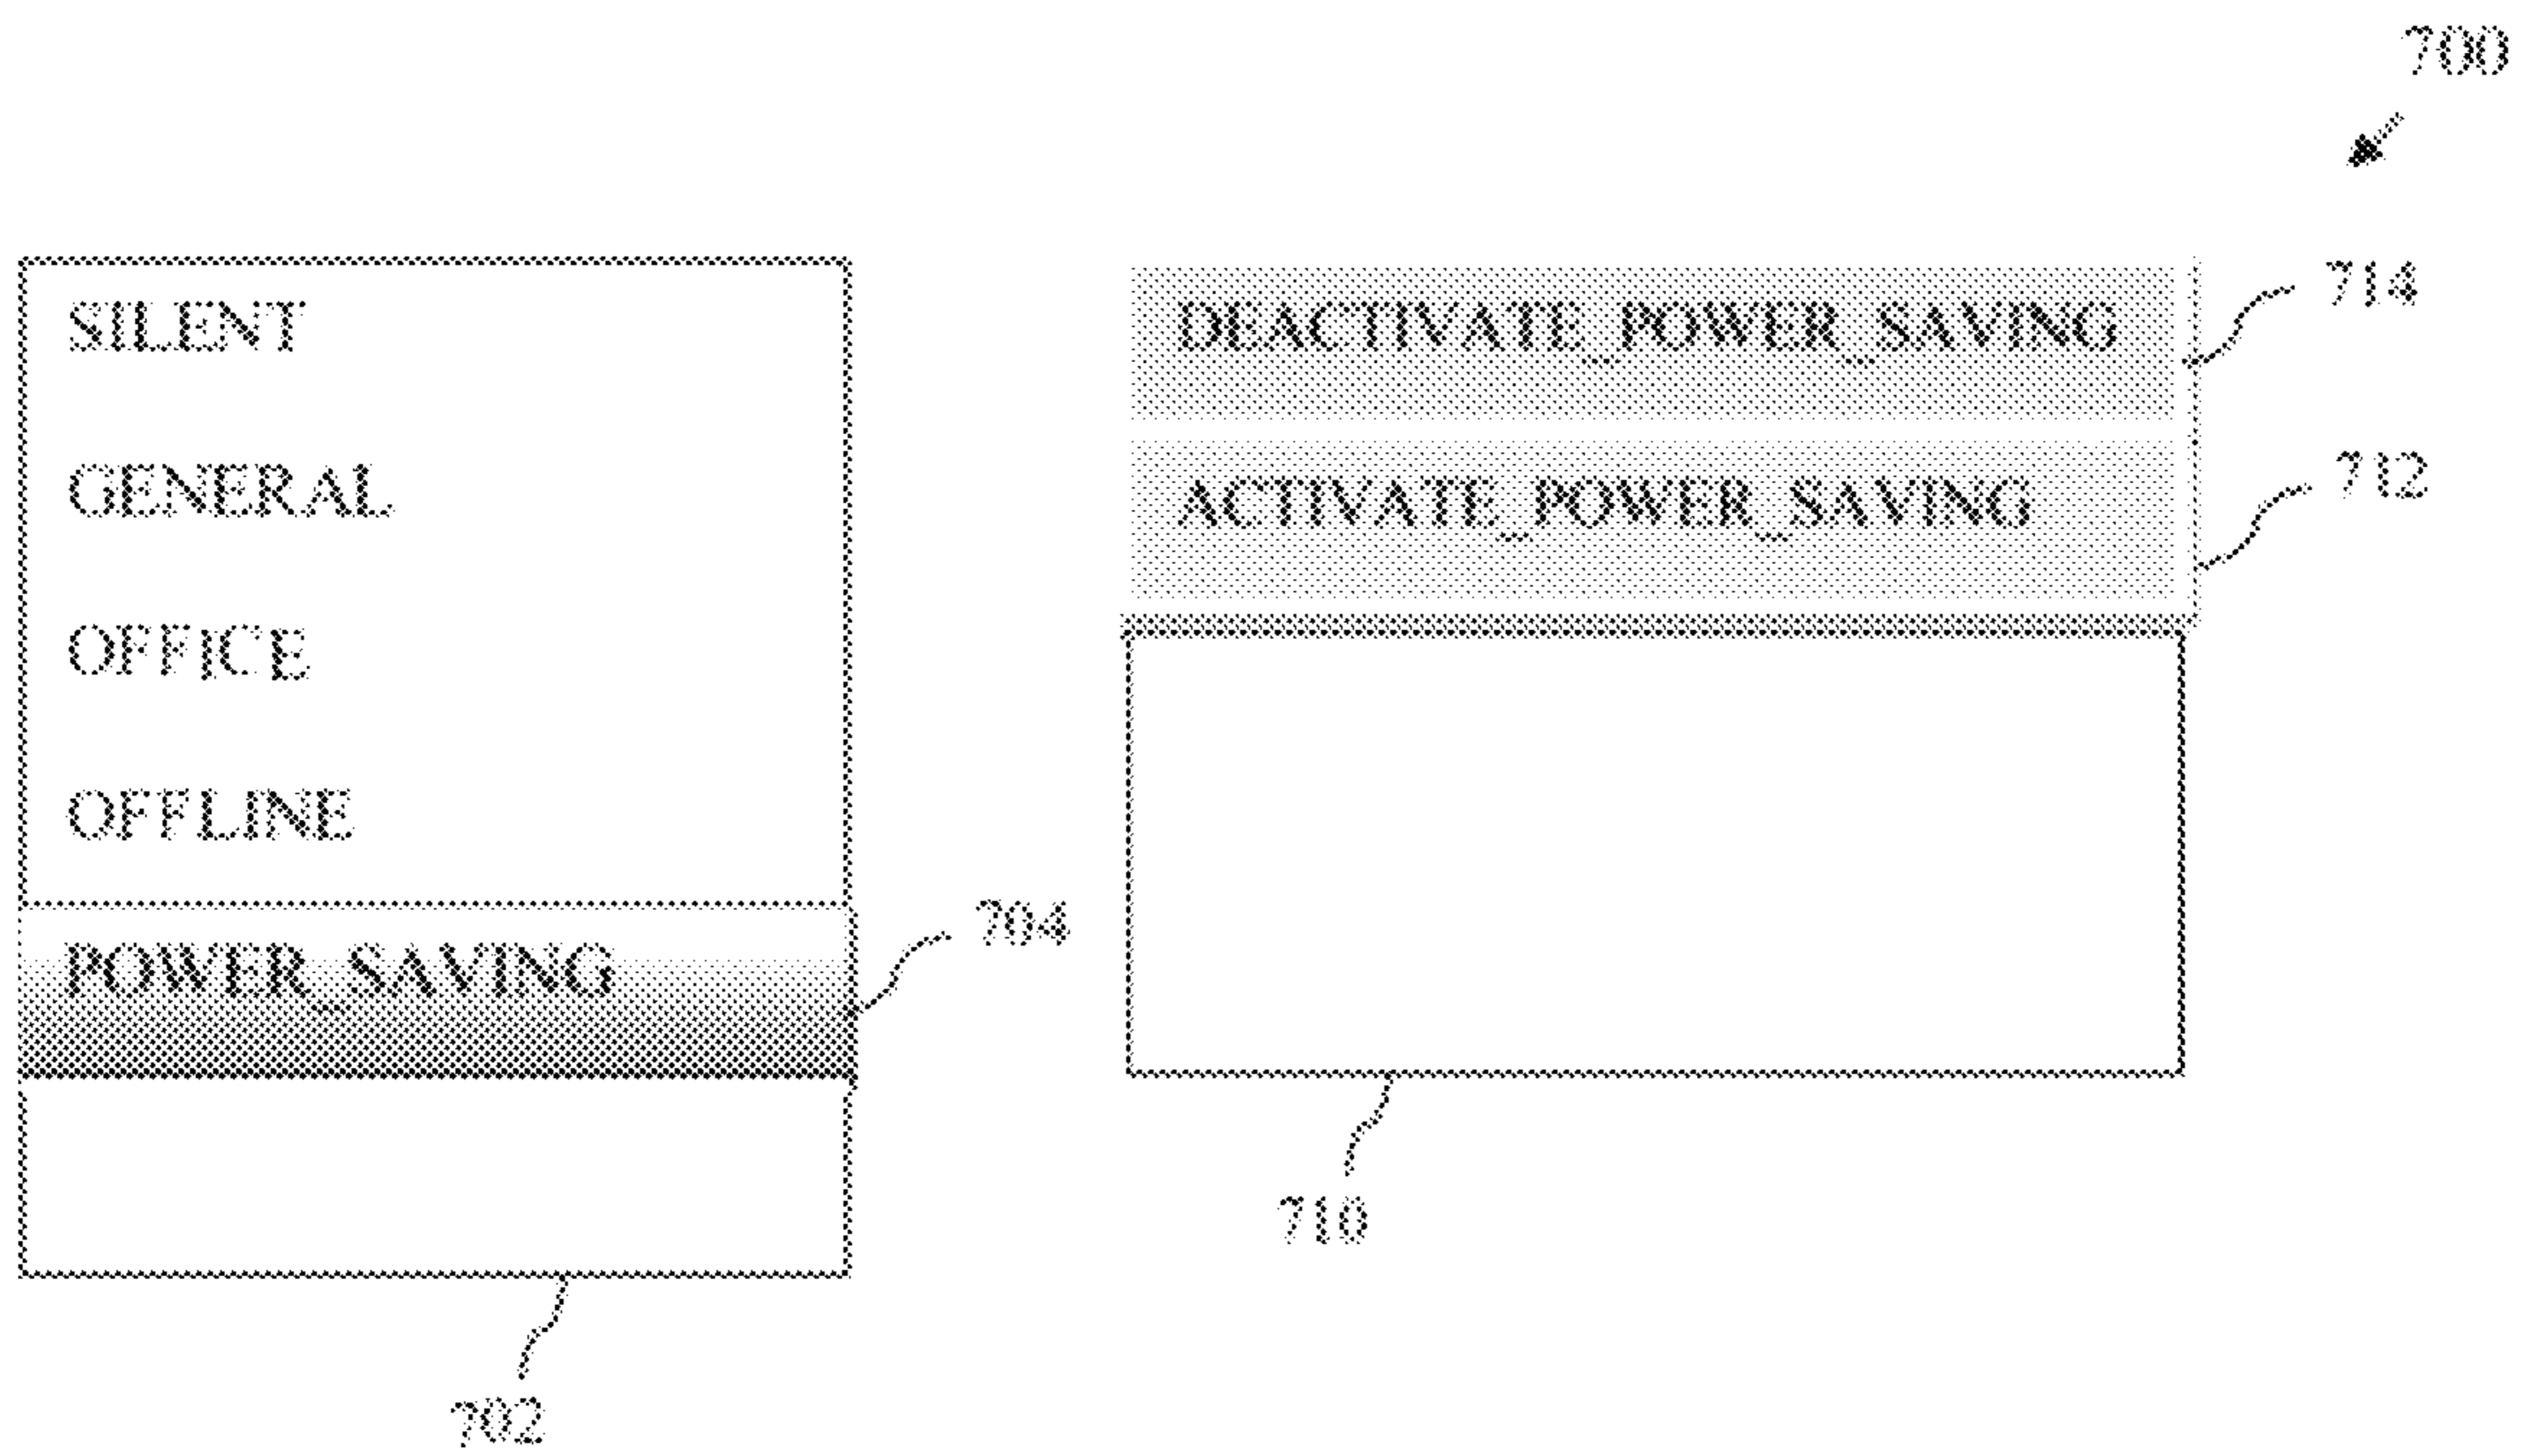 700
SILENT
GENERAL
OFFICE
OFFLINE
POWER_SAVING
704
702
DEACTIVATE_POWER_SAVING
714
ACTIVATE_POWER_SAVING
712
710